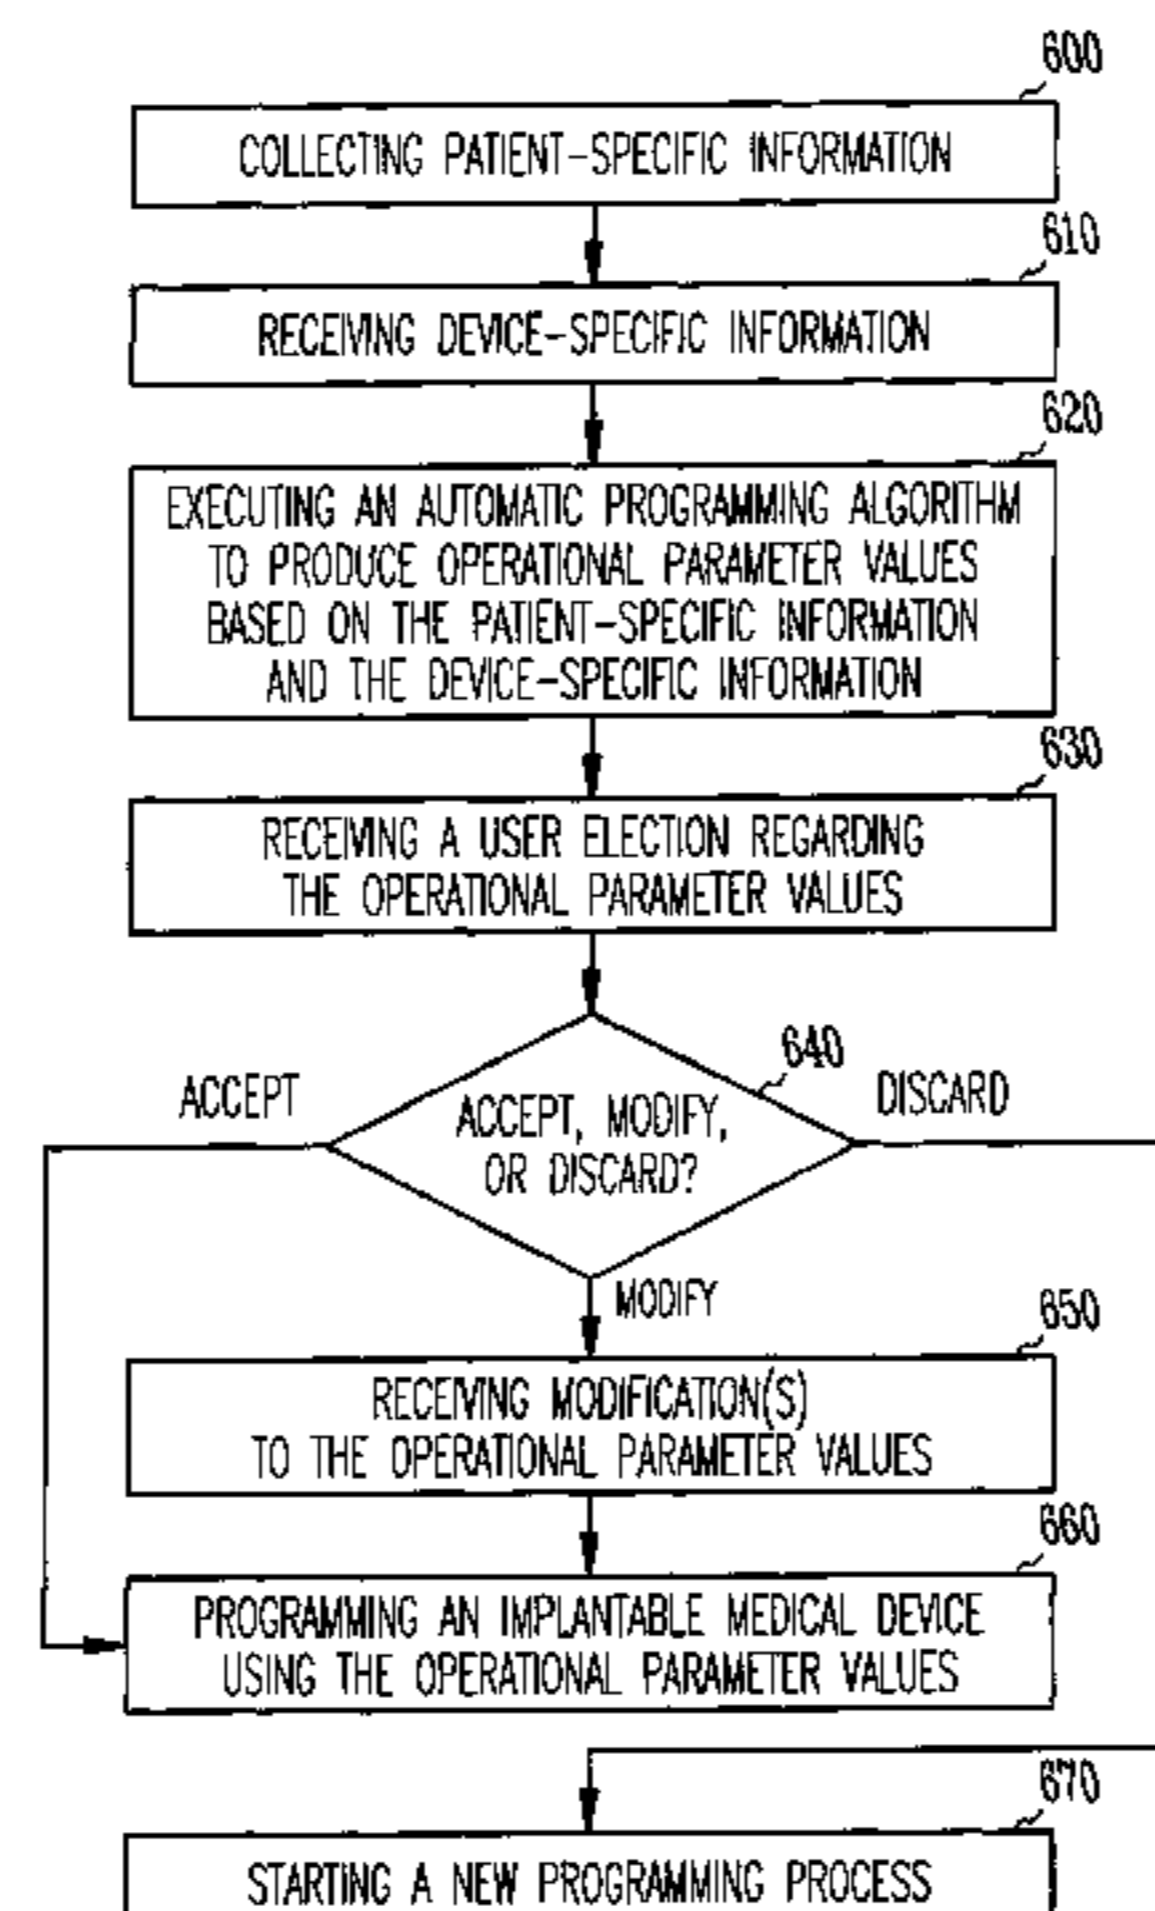 600
COLLECTING PATIENT-SPECIFIC INFORMATION
610
RECEIVING DEVICE-SPECIFIC INFORMATION
620
EXECUTING AN AUTOMATIC PROGRAMMING ALGORITHM
TO PRODUCE OPERATIONAL PARAMETER VALUES
BASED ON THE PATIENT-SPECIFIC INFORMATION
AND THE DEVICE-SPECIFIC INFORMATION
630
RECEIVING A USER ELECTION REGARDING
THE OPERATIONAL PARAMETER VALUES
640
ACCEPT
DISCARD
ACCEPT, MODIFY,
OR DISCARD?
MODIFY
650
RECEIVING MODIFICATION(S)
TO THE OPERATIONAL PARAMETER VALUES
660
PROGRAMMING AN IMPLANTABLE MEDICAL DEVICE
USING THE OPERATIONAL PARAMETER VALUES
670
STARTING A NEW PROGRAMMING PROCESS